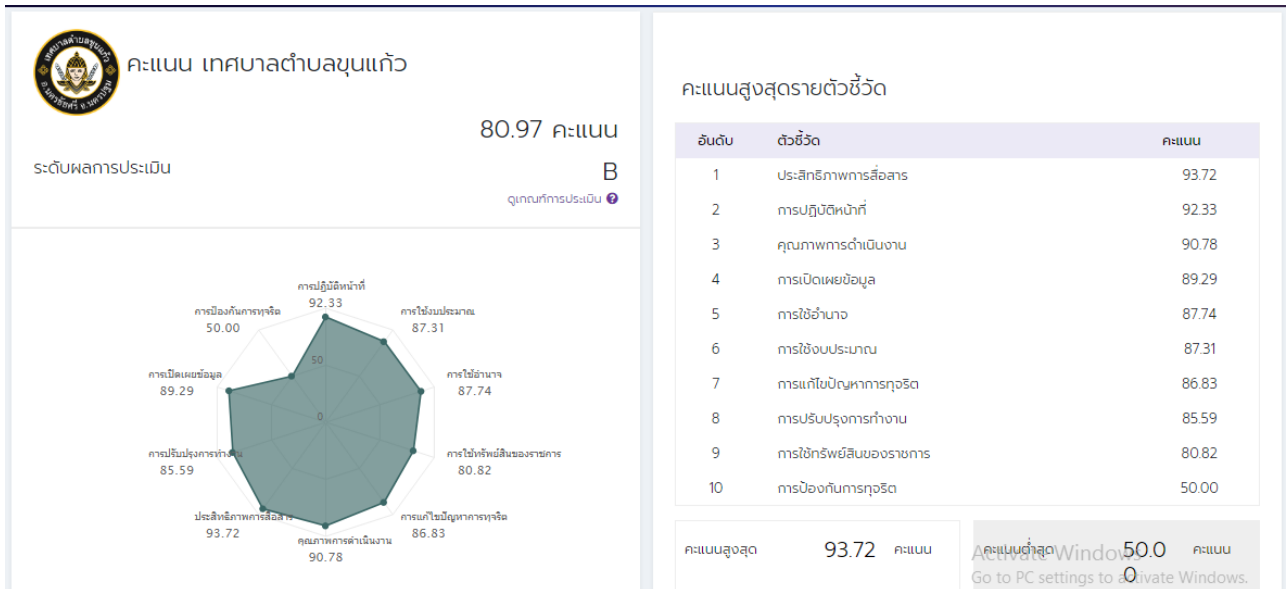 คะแนน เทศบาลตำบลขุนแก้ว
80.97 คะแนน
ระดับผลการประเมิน
B
ดูเกณฑ์การประเมิน
การปฏิบัติหน้าที่
92.33
การใช้งบประมาณ
87.31
การใช้อำนาจ
87.74
การใช้ทรัพย์สินของราชการ
80.82
การแก้ไขปัญหาการทุจริต
86.83
คุณภาพการดำเนินงาน
90.78
ประสิทธิภาพการสื่อสาร
93.72
การปรับปรุงการทำงาน
85.59
การเปิดเผยข้อมูล
89.29
การป้องกันการทุจริต
50.00
50
0
คะแนนสูงสุดรายตัวชี้วัด
อันดับ ตัวชี้วัด คะแนน
1 ประสิทธิภาพการสื่อสาร 93.72
2 การปฏิบัติหน้าที่ 92.33
3 คุณภาพการดำเนินงาน 90.78
4 การเปิดเผยข้อมูล 89.29
5 การใช้อำนาจ 87.74
6 การใช้งบประมาณ 87.31
7 การแก้ไขปัญหาการทุจริต 86.83
8 การปรับปรุงการทำงาน 85.59
9 การใช้ทรัพย์สินของราชการ 80.82
10 การป้องกันการทุจริต 50.00
คะแนนสูงสุด 93.72 คะแนน
คะแนนต่ำสุด 50.0 คะแนน
0
Activate Windows
Go to PC settings to activate Windows.